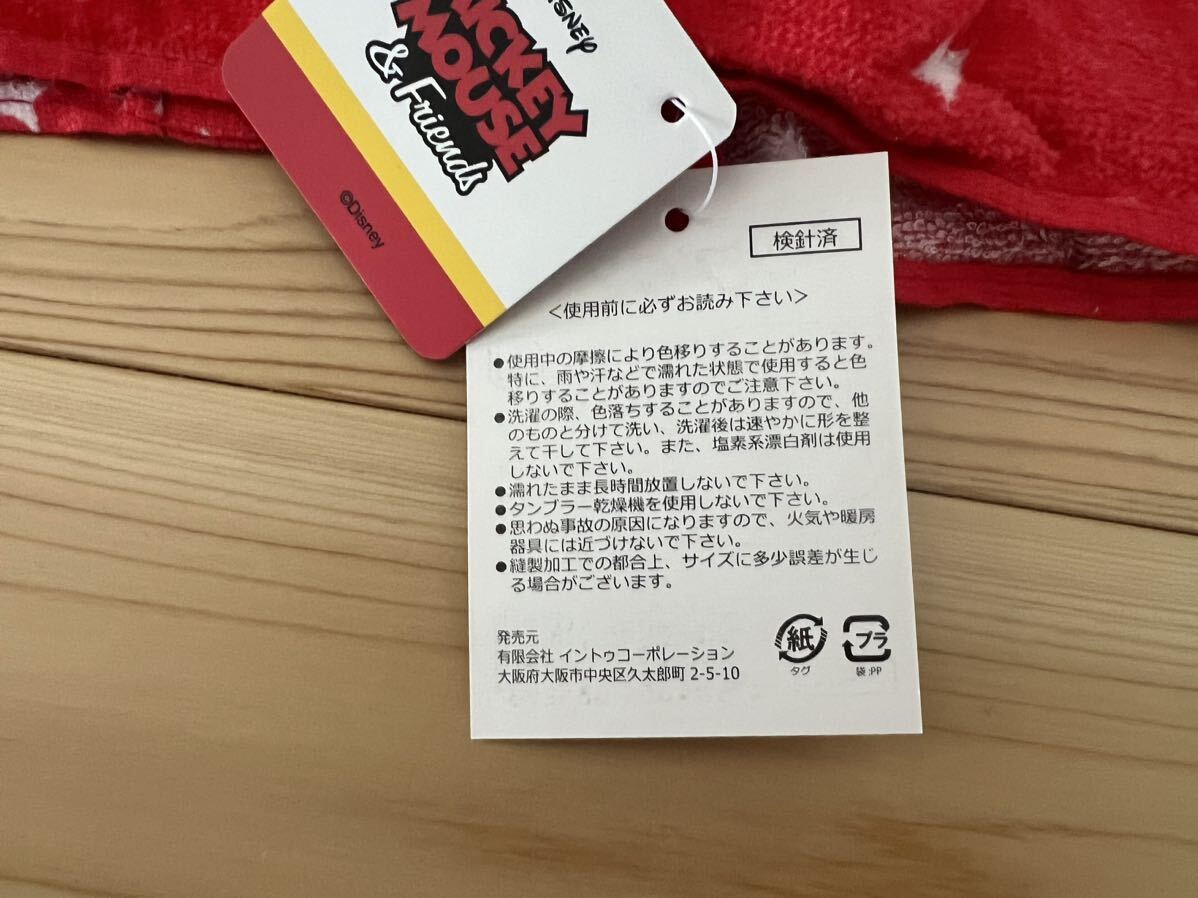 DISNEY
MICKEY
MOUSE
& Friends
©Disney
検針済
＜使用前に必ずお読み下さい＞
●使用中の摩擦により色移りすることがあります。
特に、雨や汗などで濡れた状態で使用すると色
移りすることがありますのでご注意下さい。
●洗濯の際、色落ちすることがありますので、他
のものと分けて洗い、洗濯後は速やかに形を整
えて干して下さい。また、塩素系漂白剤は使用
しないで下さい。
●濡れたまま長時間放置しないで下さい。
●タンブラー乾燥機を使用しないで下さい。
●思わぬ事故の原因になりますので、火気や暖房
器具には近づけないで下さい。
●縫製加工での都合上、サイズに多少誤差が生じ
る場合がございます。
発売元
有限会社 イントゥコーポレーション
大阪府大阪市中央区久太郎町 2-5-10
紙
タグ
プラ
袋:PP